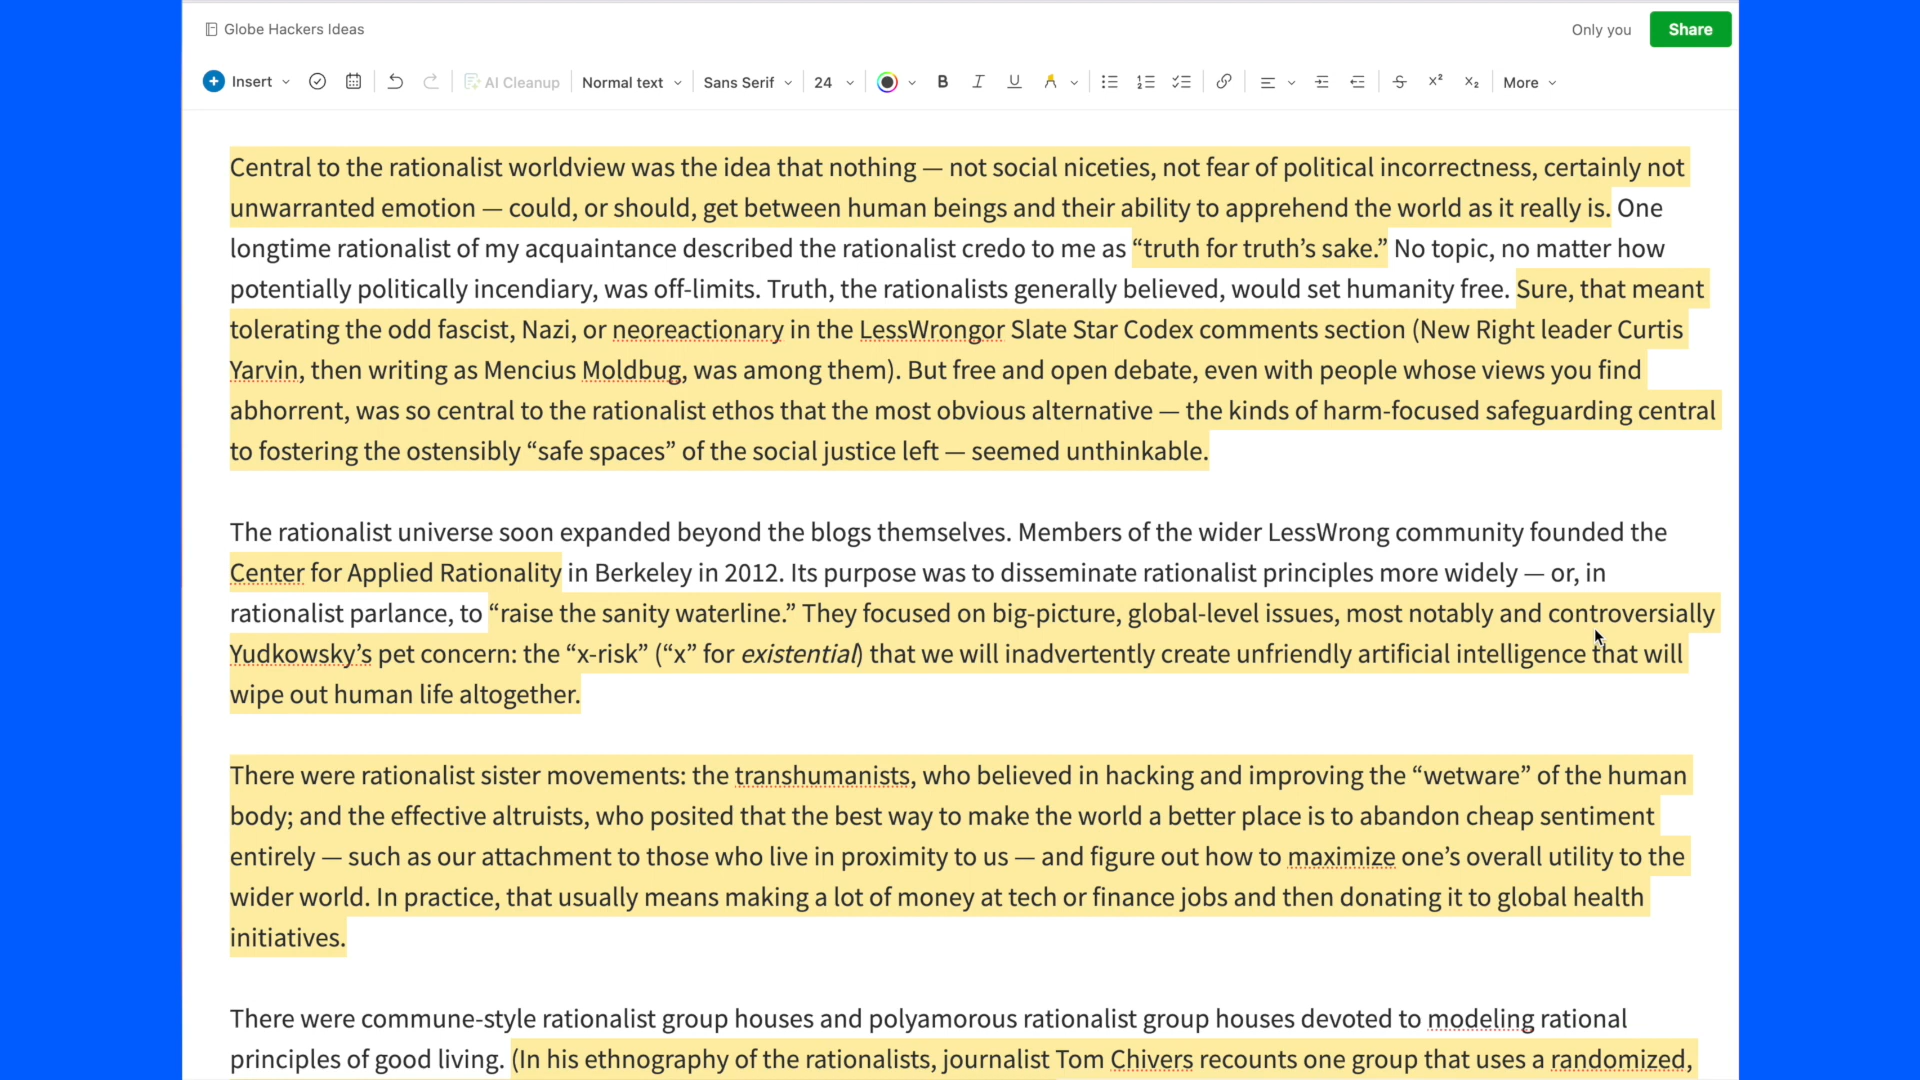 Globe Hackers Ideas
Only you
Share
Insert
AI Cleanup
Normal text
Sans Serif
24
B
I
U
A
S
X²
X₂
More
Central to the rationalist worldview was the idea that nothing — not social niceties, not fear of political incorrectness, certainly not
unwarranted emotion — could, or should, get between human beings and their ability to apprehend the world as it really is. One
longtime rationalist of my acquaintance described the rationalist credo to me as “truth for truth’s sake.” No topic, no matter how
potentially politically incendiary, was off-limits. Truth, the rationalists generally believed, would set humanity free. Sure, that meant
tolerating the odd fascist, Nazi, or neoreactionary in the LessWrongor Slate Star Codex comments section (New Right leader Curtis
Yarvin, then writing as Mencius Moldbug, was among them). But free and open debate, even with people whose views you find
abhorrent, was so central to the rationalist ethos that the most obvious alternative — the kinds of harm-focused safeguarding central
to fostering the ostensibly “safe spaces” of the social justice left — seemed unthinkable.
The rationalist universe soon expanded beyond the blogs themselves. Members of the wider LessWrong community founded the
Center for Applied Rationality in Berkeley in 2012. Its purpose was to disseminate rationalist principles more widely — or, in
rationalist parlance, to “raise the sanity waterline.” They focused on big-picture, global-level issues, most notably and controversially
Yudkowsky’s pet concern: the “x-risk” (“x” for existential) that we will inadvertently create unfriendly artificial intelligence that will
wipe out human life altogether.
There were rationalist sister movements: the transhumanists, who believed in hacking and improving the “wetware” of the human
body; and the effective altruists, who posited that the best way to make the world a better place is to abandon cheap sentiment
entirely — such as our attachment to those who live in proximity to us — and figure out how to maximize one’s overall utility to the
wider world. In practice, that usually means making a lot of money at tech or finance jobs and then donating it to global health
initiatives.
There were commune-style rationalist group houses and polyamorous rationalist group houses devoted to modeling rational
principles of good living. (In his ethnography of the rationalists, journalist Tom Chivers recounts one group that uses a randomized,